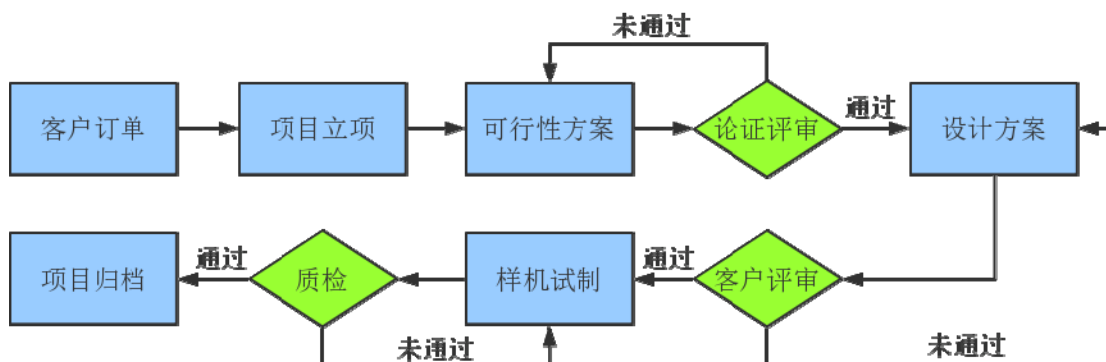 未通过
客户订单
项目立项
可行性方案
论证评审
通过
设计方案
项目归档
通过
质检
样机试制
通过
客户评审
未通过
未通过